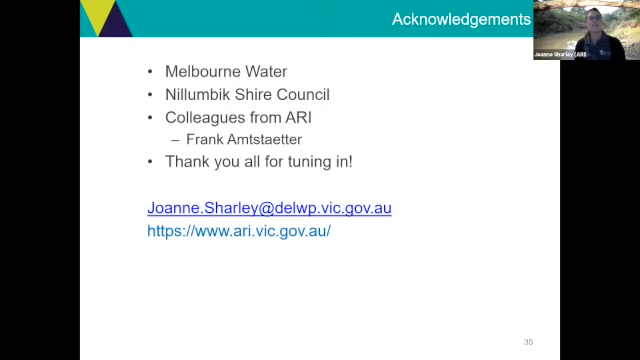 Acknowledgements
Joanne Sharley (ARI)
• Melbourne Water
• Nillumbik Shire Council
• Colleagues from ARI
– Frank Amtstaetter
• Thank you all for tuning in!
Joanne.Sharley@delwp.vic.gov.au
https://www.ari.vic.gov.au/
35